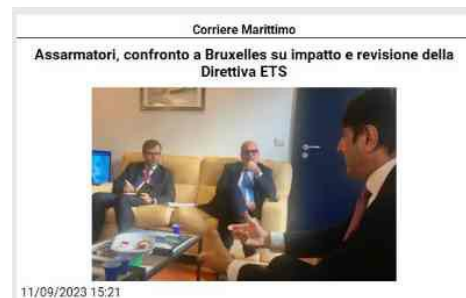 Corriere Marittimo
Assarmatori, confronto a Bruxelles su impatto e revisione della
Direttiva ETS
11/09/2023 15:21